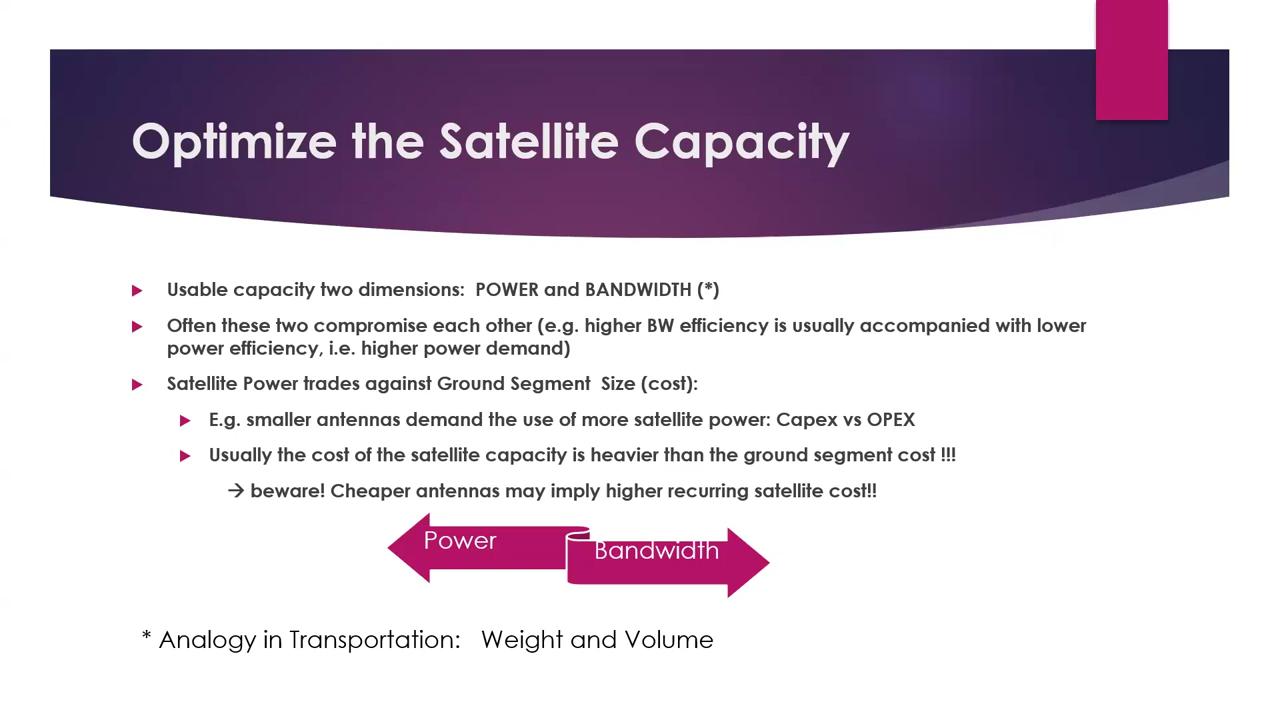 Optimize the Satellite Capacity
Usable capacity two dimensions: POWER and BANDWIDTH (*)
Often these two compromise each other (e.g. higher BW efficiency is usually accompanied with lower
power efficiency, i.e. higher power demand)
Satellite Power trades against Ground Segment Size (cost):
E.g. smaller antennas demand the use of more satellite power: Capex vs OPEX
Usually the cost of the satellite capacity is heavier than the ground segment cost !!!
→ beware! Cheaper antennas may imply higher recurring satellite cost!!
Power
Bandwidth
* Analogy in Transportation: Weight and Volume